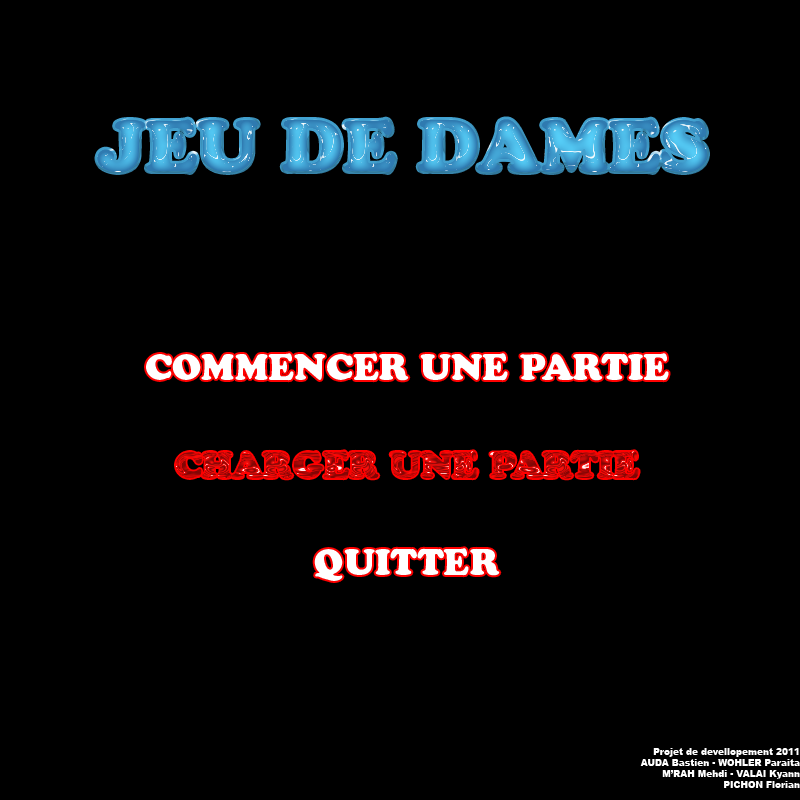 JEU DE DAMES
COMMENCER UNE PARTIE
CHARGER UNE PARTIE
QUITTER
Projet de devellopement 2011
AUDA Bastien - WOHLER Paraita
M'RAH Mehdi - VALAI Kyann
PICHON Florian